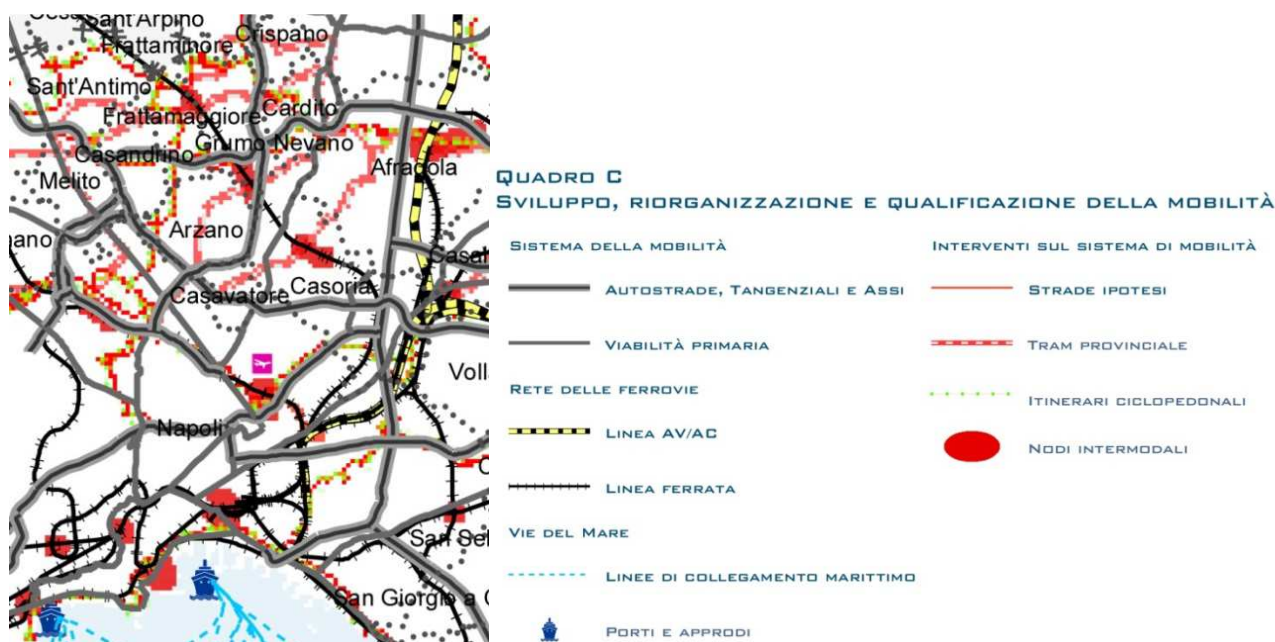 Sant'Arpino
Frattaminore
Crispano
Sant'Antimo
Frattamaggiore
Cardito
Grumo Nevano
Casandrino
Afragola
Melito
Arzano
Casavatore
Casoria
Napoli
San Giorgio a
QUADRO C
SVILUPPO, RIORGANIZZAZIONE E QUALIFICAZIONE DELLA MOBILITÀ
SISTEMA DELLA MOBILITÀ
AUTOSTRADE, TANGENZIALI E ASSI
VIABILITÀ PRIMARIA
RETE DELLE FERROVIE
LINEA AV/AC
LINEA FERRATA
VIE DEL MARE
LINEE DI COLLEGAMENTO MARITTIMO
PORTI E APPRODI
INTERVENTI SUL SISTEMA DI MOBILITÀ
STRADE IPOTESI
TRAM PROVINCIALE
ITINERARI CICLOPEDONALI
NODI INTERMODALI